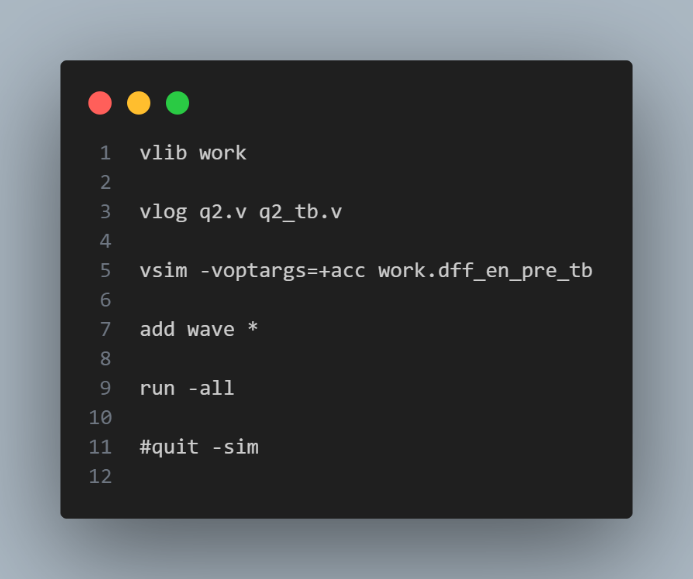 1 vlib work
2
3 vlog q2.v q2_tb.v
4
5 vsim -voptargs=+acc work.dff_en_pre_tb
6
7 add wave *
8
9 run -all
10
11 #quit -sim
12